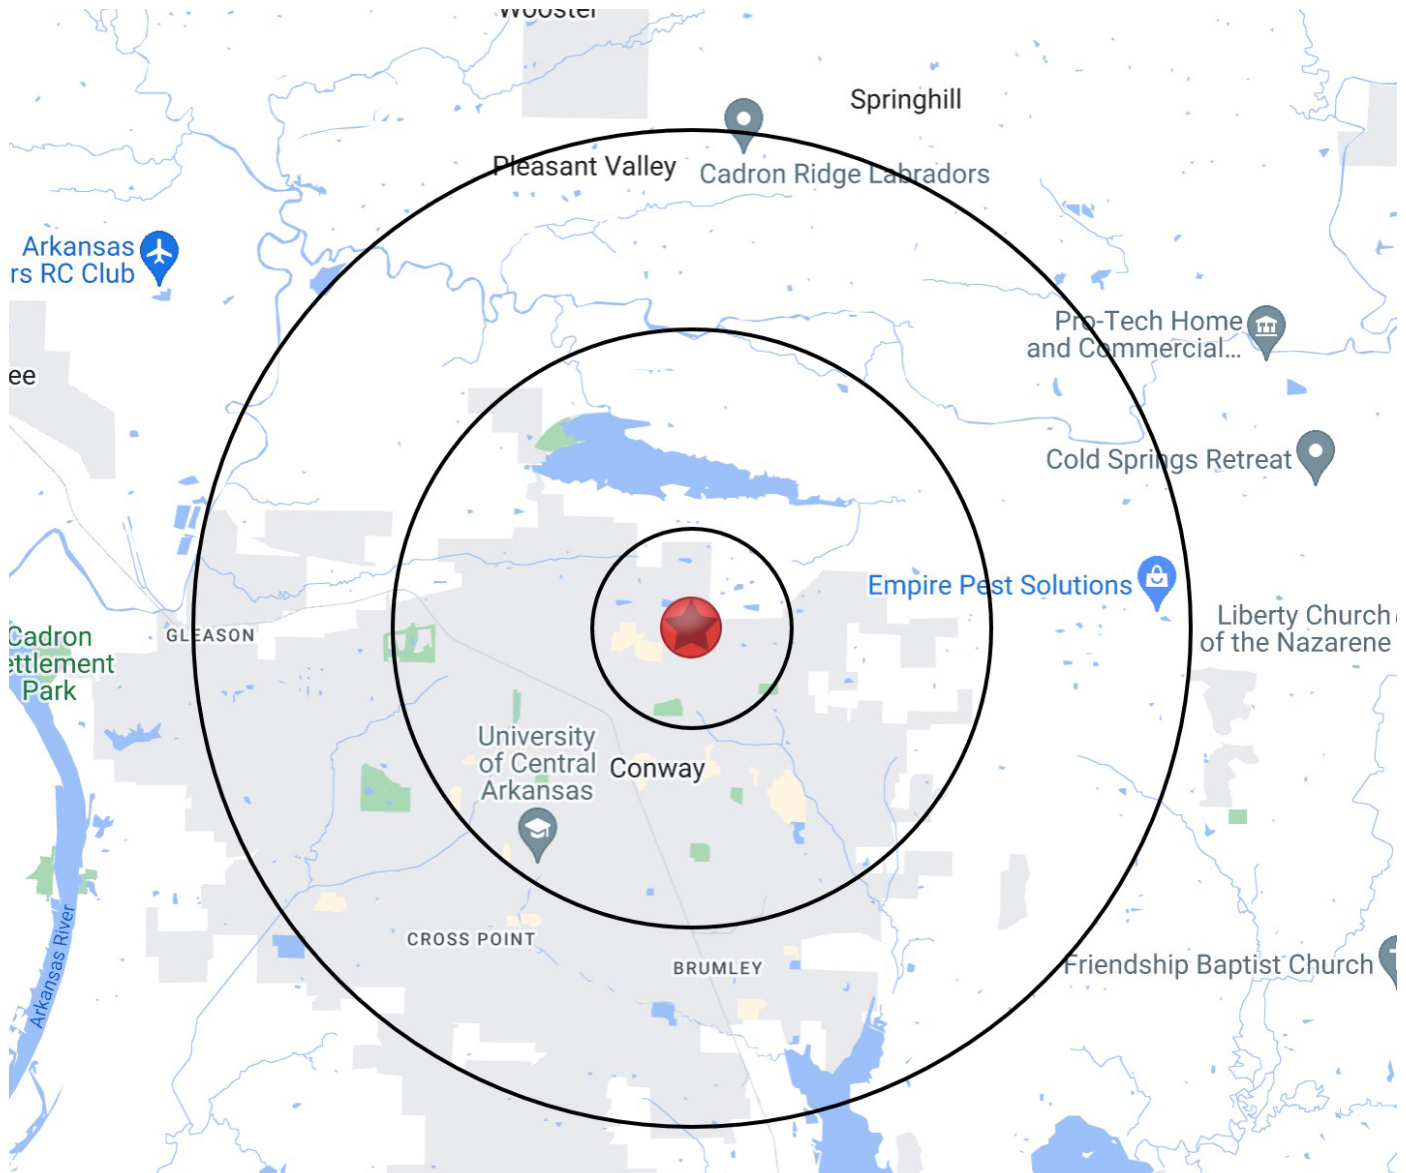 Wooster
Springhill
Pleasant Valley
Cadron Ridge Labradors
Arkansas
rs RC Club
Pro-Tech Home
and Commercial...
ee
Cold Springs Retreat
Empire Pest Solutions
Liberty Church
of the Nazarene
Cadron
ettlement
Park
GLEASON
University
of Central
Arkansas
Conway
CROSS POINT
BRUMLEY
Friendship Baptist Church
Arkansas River